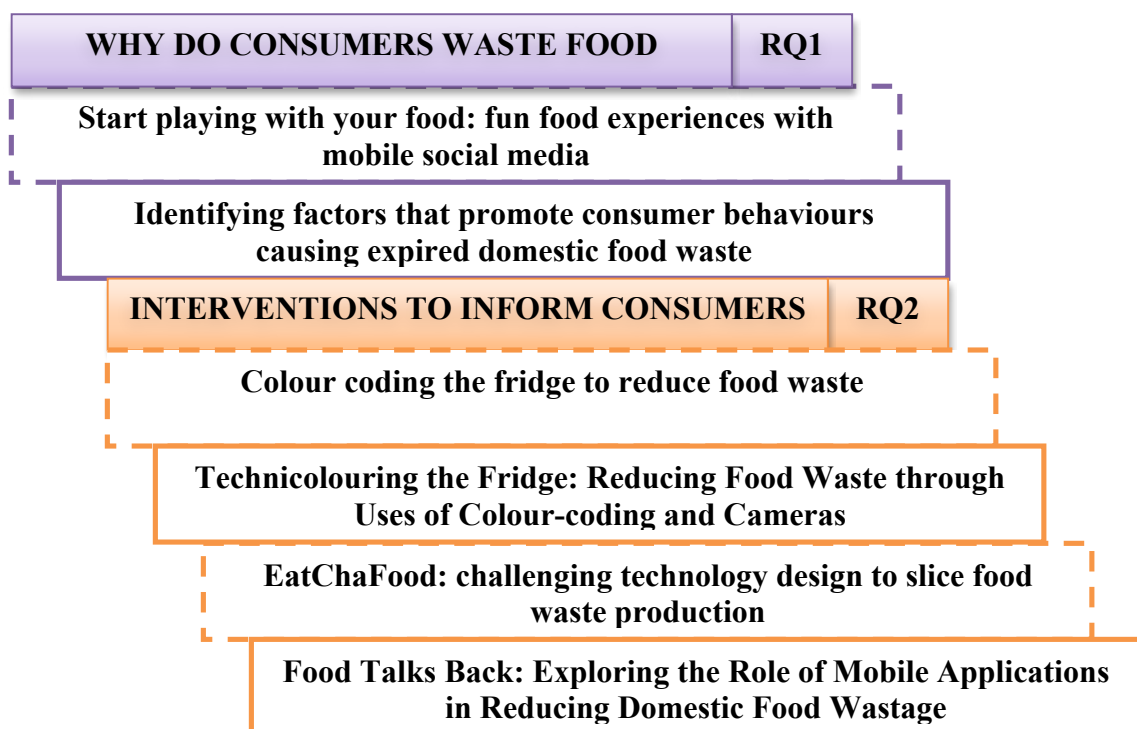 WHY DO CONSUMERS WASTE FOOD RQ1
Start playing with your food: fun food experiences with
mobile social media
Identifying factors that promote consumer behaviours
causing expired domestic food waste
INTERVENTIONS TO INFORM CONSUMERS RQ2
Colour coding the fridge to reduce food waste
Technicolouring the Fridge: Reducing Food Waste through
Uses of Colour-coding and Cameras
EatChaFood: challenging technology design to slice food
waste production
Food Talks Back: Exploring the Role of Mobile Applications
in Reducing Domestic Food Wastage